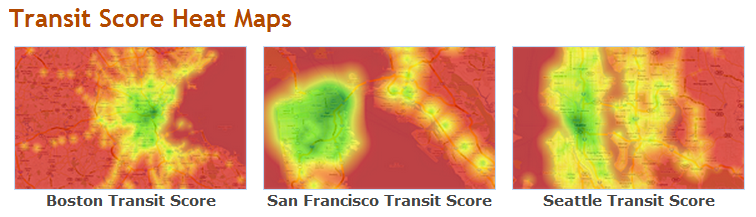 Transit Score Heat Maps
Boston Transit Score
San Francisco Transit Score
Seattle Transit Score